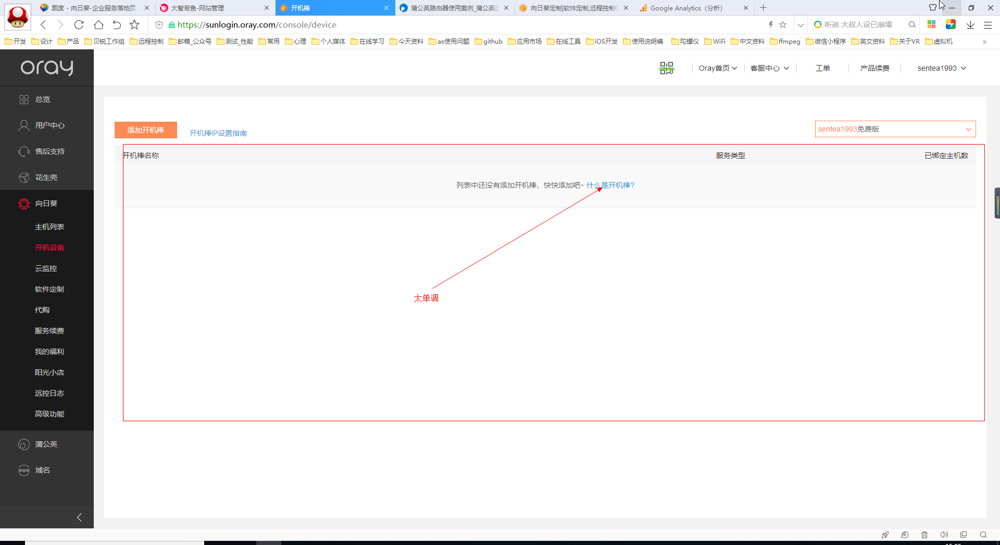 图度 - 向日葵-企业服务落地页
大智若鱼-网站管理
开机棒
蒲公英路由器使用案例_蒲公英
向日葵定制|软件定制,远程控制
Google Analytics（分析）
https://sunlogin.oray.com/console/device
听说 大叔人设已崩塌
开发 设计 产品 贝锐工作组 远程控制 邮箱_公众号 测试_性能 常用 心理 个人媒体 在线学习 今天资料 as使用问题 github 应用市场 在线工具 iOS开发 使用说明编 陀螺仪 WiFi 中文资料 ffmpeg 微信小程序 英文资料 关于VR 虚拟机 »
oray
Oray首页 客服中心 工单 产品续费 sentea1993
总览
用户中心
售后支持
花生壳
向日葵
主机列表
开机设备
云监控
软件定制
代购
服务续费
我的福利
阳光小店
远控日志
高级功能
蒲公英
www 域名
添加开机棒 开机棒IP设置指南 sentea1993免费版
开机棒名称 服务类型 已绑定主机数
列表中还没有添加开机棒，快快添加吧~ 什么是开机棒?
太单调